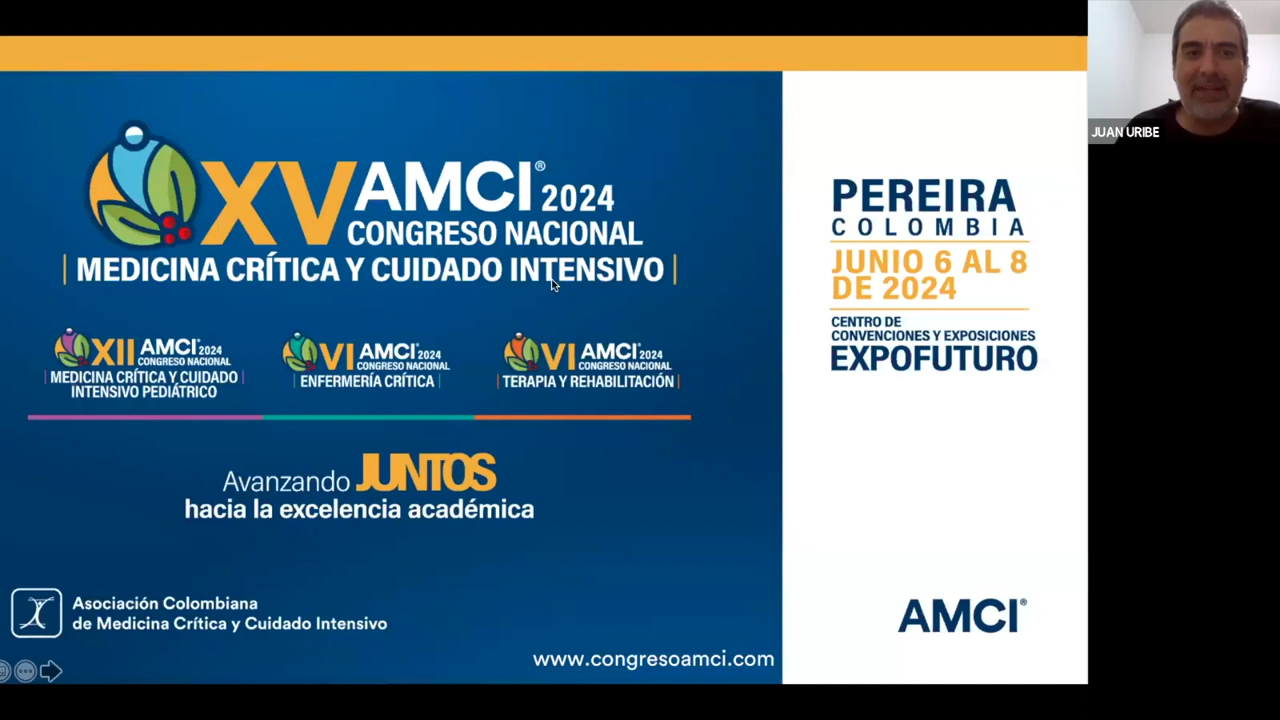 XV AMCI® 2024
CONGRESO NACIONAL
| MEDICINA CRÍTICA Y CUIDADO INTENSIVO |
XII AMCI® 2024
CONGRESO NACIONAL
MEDICINA CRÍTICA Y CUIDADO
INTENSIVO PEDIÁTRICO
VI AMCI® 2024
CONGRESO NACIONAL
ENFERMERÍA CRÍTICA
VI AMCI® 2024
CONGRESO NACIONAL
TERAPIA Y REHABILITACIÓN
Avanzando JUNTOS
hacia la excelencia académica
Asociación Colombiana
de Medicina Crítica y Cuidado Intensivo
www.congresoamci.com
PEREIRA
COLOMBIA
JUNIO 6 AL 8
DE 2024
CENTRO DE
CONVENCIONES Y EXPOSICIONES
EXPOFUTURO
AMCI®
JUAN URIBE